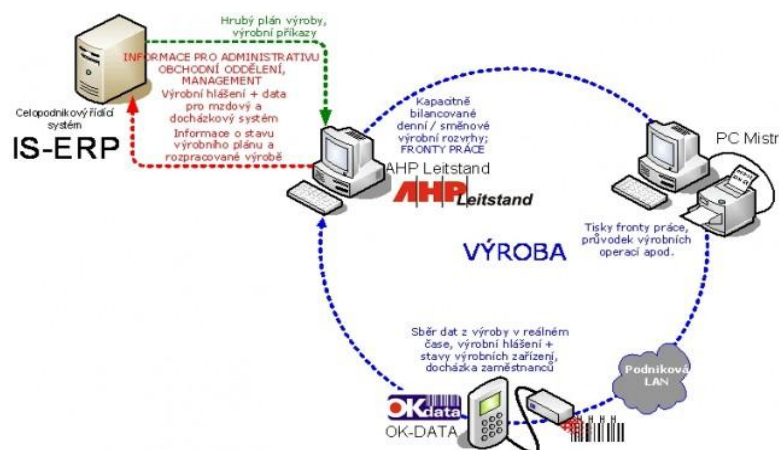 Hrubý plán výroby,
výrobní příkazy
INFORMACE PRO ADMINISTRATIVU
OBCHODNÍ ODDĚLENÍ,
MANAGEMENT
Výrobní hlášení + data
pro mzdový a
docházkový systém
Informace o stavu
výrobního plánu a
rozpracované výrobě
Celopodnikový řídící
systém
IS-ERP
Kapacitně
bilancované
denní / směnové
výrobní rozvrhy;
FRONTY PRÁCE
AHP Leitstand
AHP Leitstand
PC Mistr
Tisky fronty práce,
průvodek výrobních
operací apod.
VÝROBA
Sběr dat z výroby v reálném
čase, výrobní hlášení +
stavy výrobních zařízení,
docházka zaměstnanců
Podniková
LAN
OKdata
OK-DATA